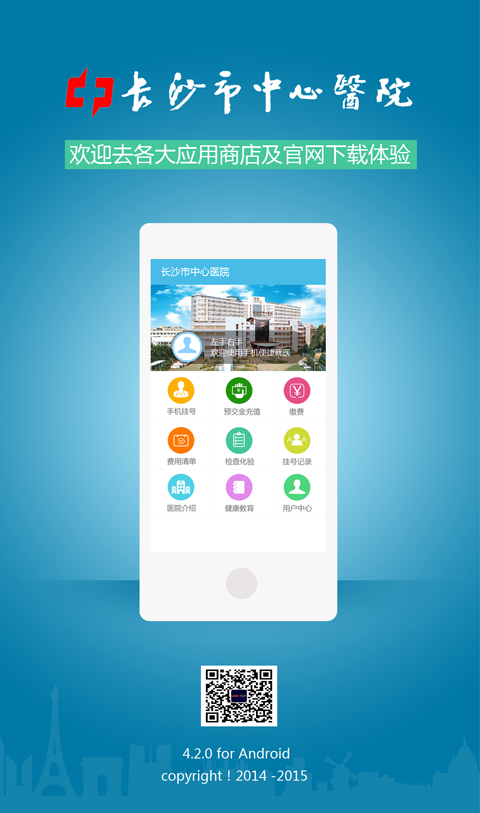 长沙市中心醫院
欢迎去各大应用商店及官网下载体验
长沙市中心医院
左手右手
欢迎使用手机便捷就医
手机挂号
预交金充值
缴费
费用清单
检查化验
挂号记录
医院介绍
健康教育
用户中心
4.2.0 for Android
copyright ! 2014 -2015